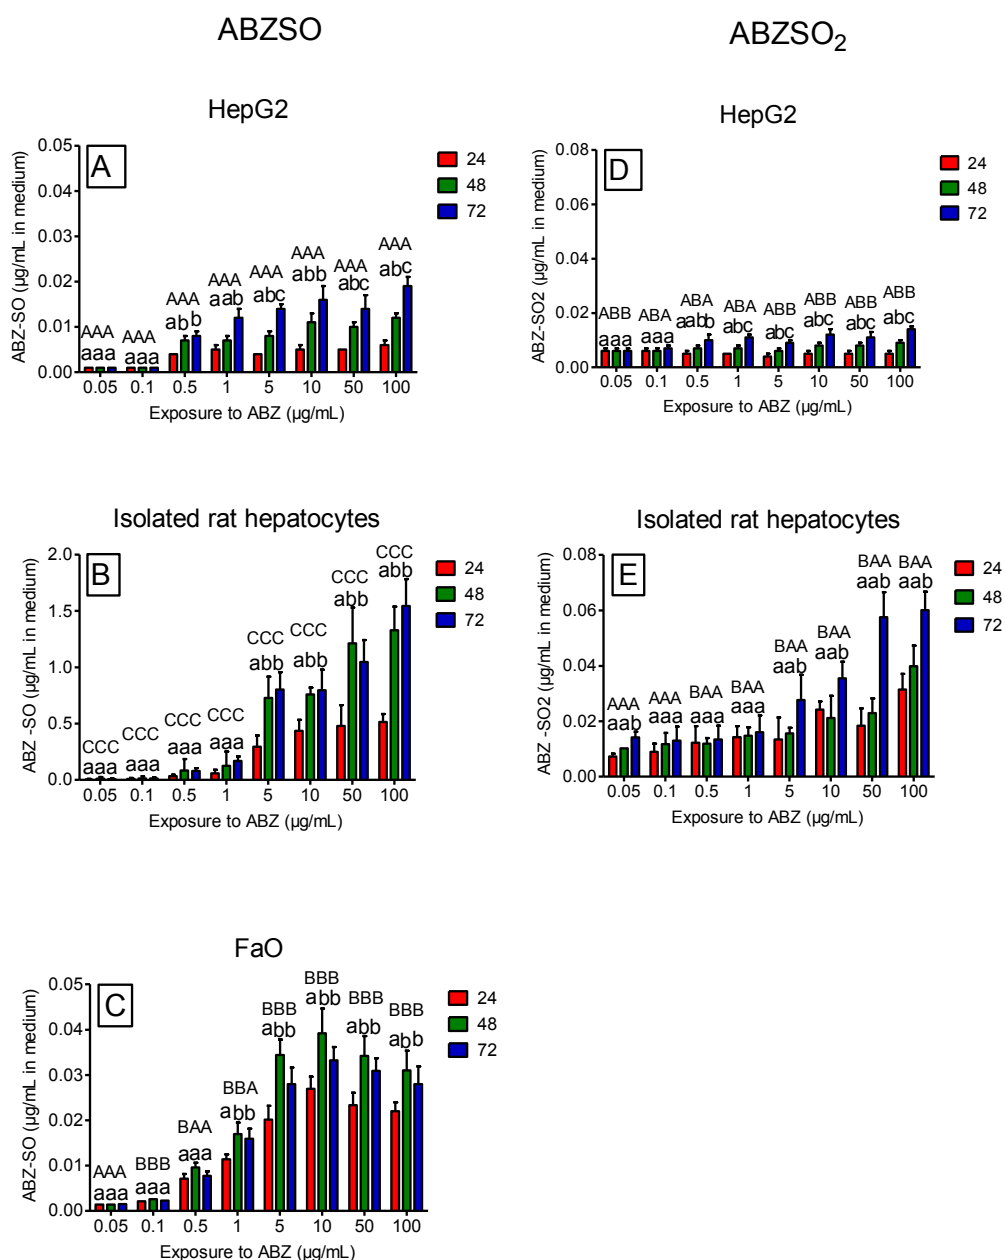 ABZSO
ABZSO2
HepG2
A
ABZ-SO (µg/mL in medium)
0.05
0.04
0.03
0.02
0.01
0.00
AAA AAA AAA AAA AAA AAA AAA AAA
aaa aaa abb aab abc abb abc abc
0.05 0.1 0.5 1 5 10 50 100
Exposure to ABZ (µg/mL)
24
48
72
HepG2
D
ABZ-SO2 (µg/mL in medium)
0.08
0.06
0.04
0.02
0.00
ABB ABA ABA ABA ABB ABB ABB ABB
aaa aaa aabb abc abc abc abc abc
0.05 0.1 0.5 1 5 10 50 100
Exposure to ABZ (µg/mL)
24
48
72
Isolated rat hepatocytes
B
ABZ -SO (µg/mL in medium)
2.0
1.5
1.0
0.5
0.0
CCC CCC CCC CCC CCC CCC CCC CCC
aaa aaa aaa aaa abb abb abb abb
0.05 0.1 0.5 1 5 10 50 100
Exposure to ABZ (µg/mL)
24
48
72
Isolated rat hepatocytes
E
ABZ -SO2 (µg/mL in medium)
0.08
0.06
0.04
0.02
0.00
AAA AAA BAA BAA BAA BAA BAA BAA
aab aaa aaa aaa aab aab aab aab
0.05 0.1 0.5 1 5 10 50 100
Exposure to ABZ (µg/mL)
24
48
72
FaO
C
ABZ-SO (µg/mL in medium)
0.05
0.04
0.03
0.02
0.01
0.00
AAA BBB BAA BBA BBB BBB BBB BBB
aaa aaa aaa abb abb abb abb abb
0.05 0.1 0.5 1 5 10 50 100
Exposure to ABZ (µg/mL)
24
48
72